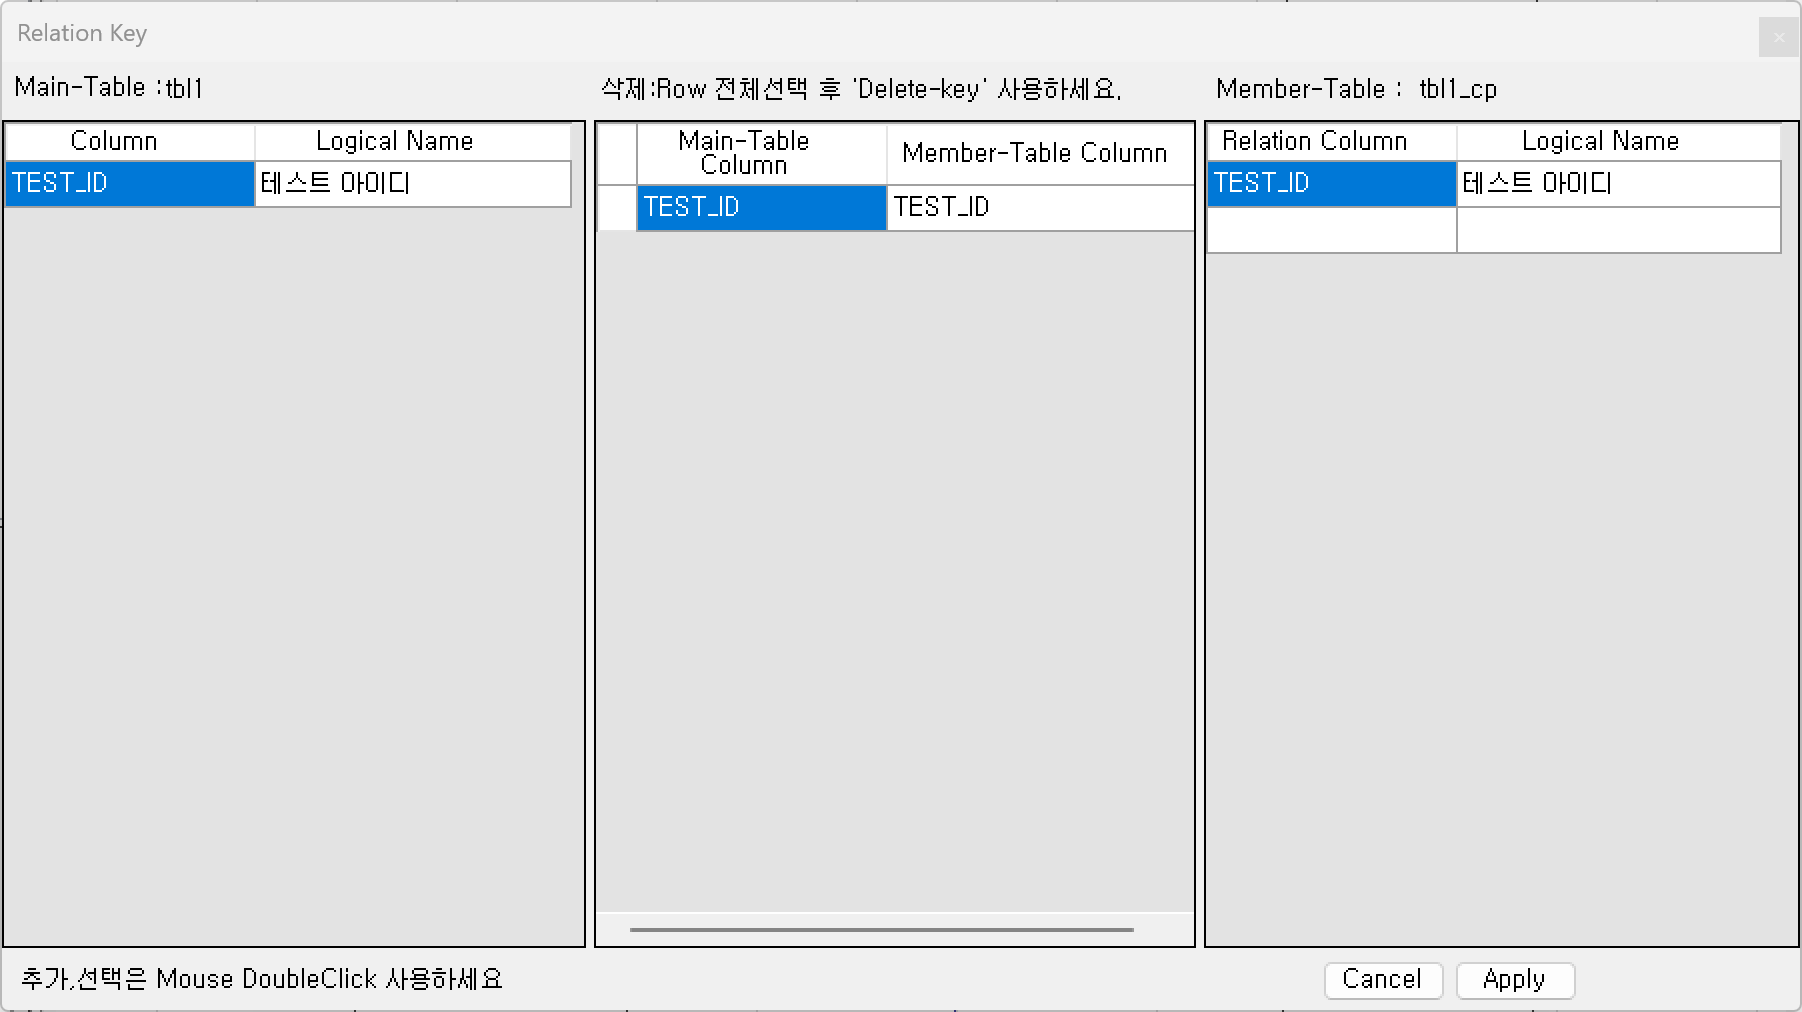 Relation Key
Main-Table :tbl1
삭제:Row 전체선택 후 'Delete-key' 사용하세요.
Member-Table : tbl1_cp
Column Logical Name
TEST_ID 테스트 아이디
Main-Table
Column
Member-Table Column
TEST_ID TEST_ID
Relation Column Logical Name
TEST_ID 테스트 아이디
추가,선택은 Mouse DoubleClick 사용하세요
Cancel Apply